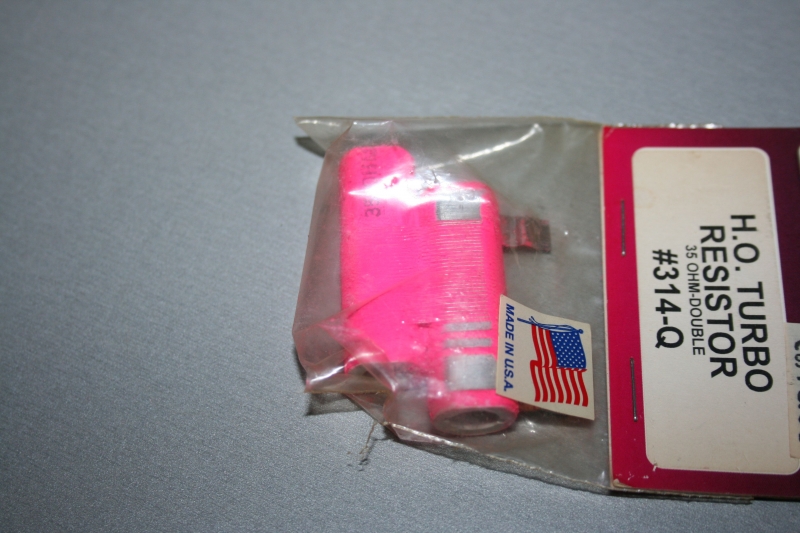 H.O. TURBO
RESISTOR
35 OHM-DOUBLE
#314-Q
MADE IN U.S.A.